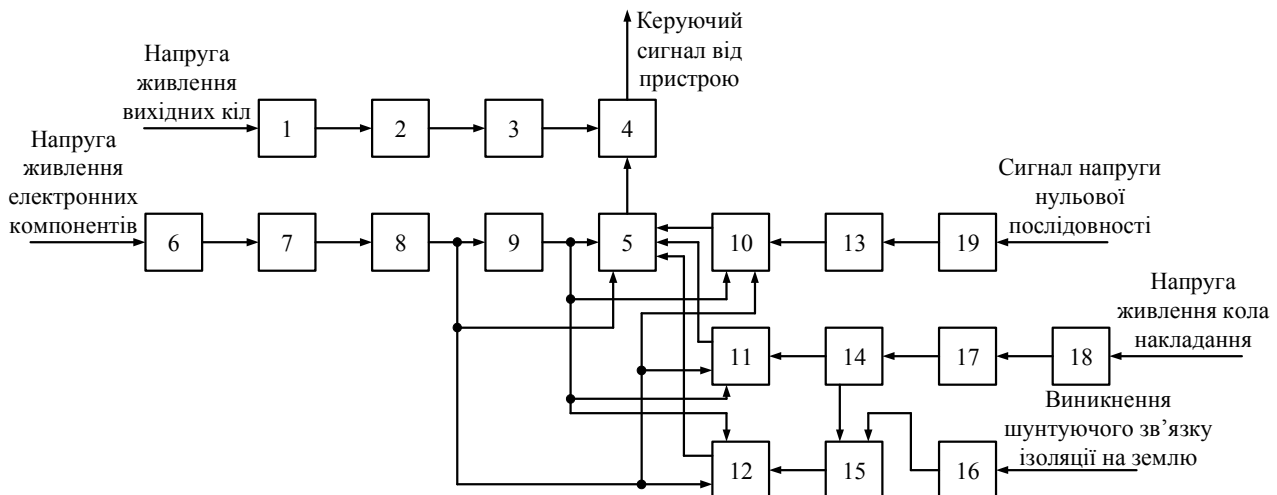 Керуючий
сигнал від
пристрою
Напруга
живлення
вихідних кіл
1
2
3
4
Напруга
живлення
електронних
компонентів
Сигнал напруги
нульової
послідовності
6
7
8
9
5
10
13
19
Напруга
живлення кола
накладання
11
14
17
18
Виникнення
шунтуючого зв’язку
ізоляції на землю
12
15
16